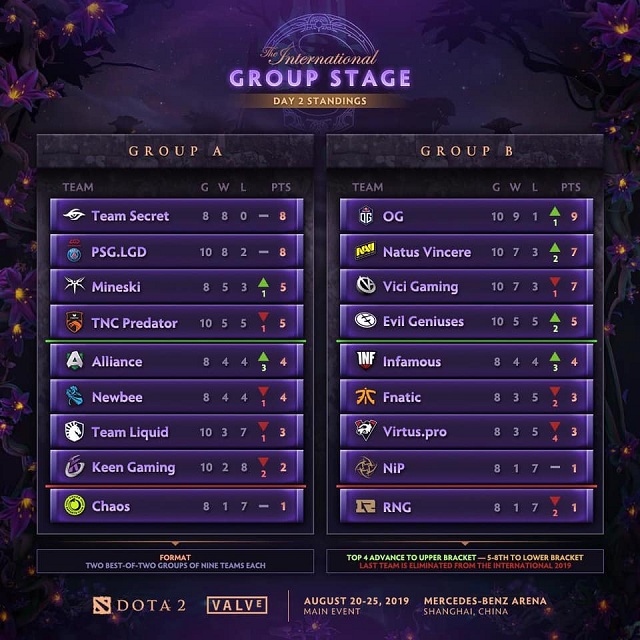 The International
GROUP STAGE
DAY 2 STANDINGS
GROUP A
TEAM G W L PTS
Team Secret 8 8 0 — 8
PSG.LGD 10 8 2 — 8
Mineski 8 5 3 ▲1 5
TNC Predator 10 5 5 ▼1 5
Alliance 8 4 4 ▲3 4
Newbee 8 4 4 ▼1 4
Team Liquid 10 3 7 ▼1 3
Keen Gaming 10 2 8 ▼2 2
Chaos 8 1 7 — 1
FORMAT
TWO BEST-OF-TWO GROUPS OF NINE TEAMS EACH
GROUP B
TEAM G W L PTS
OG 10 9 1 ▲1 9
NAVI Natus Vincere 10 7 3 ▲2 7
Vici Gaming 10 7 3 ▼1 7
Evil Geniuses 10 5 5 ▲2 5
INF Infamous 8 4 4 ▲3 4
Fnatic 8 3 5 ▼2 3
Virtus.pro 8 3 5 ▼4 3
NiP 8 1 7 — 1
RNG 8 1 7 ▼2 1
TOP 4 ADVANCE TO UPPER BRACKET — 5-8TH TO LOWER BRACKET
LAST TEAM IS ELIMINATED FROM THE INTERNATIONAL 2019
DOTA 2 VALVE
AUGUST 20-25, 2019
MAIN EVENT
MERCEDES-BENZ ARENA
SHANGHAI, CHINA